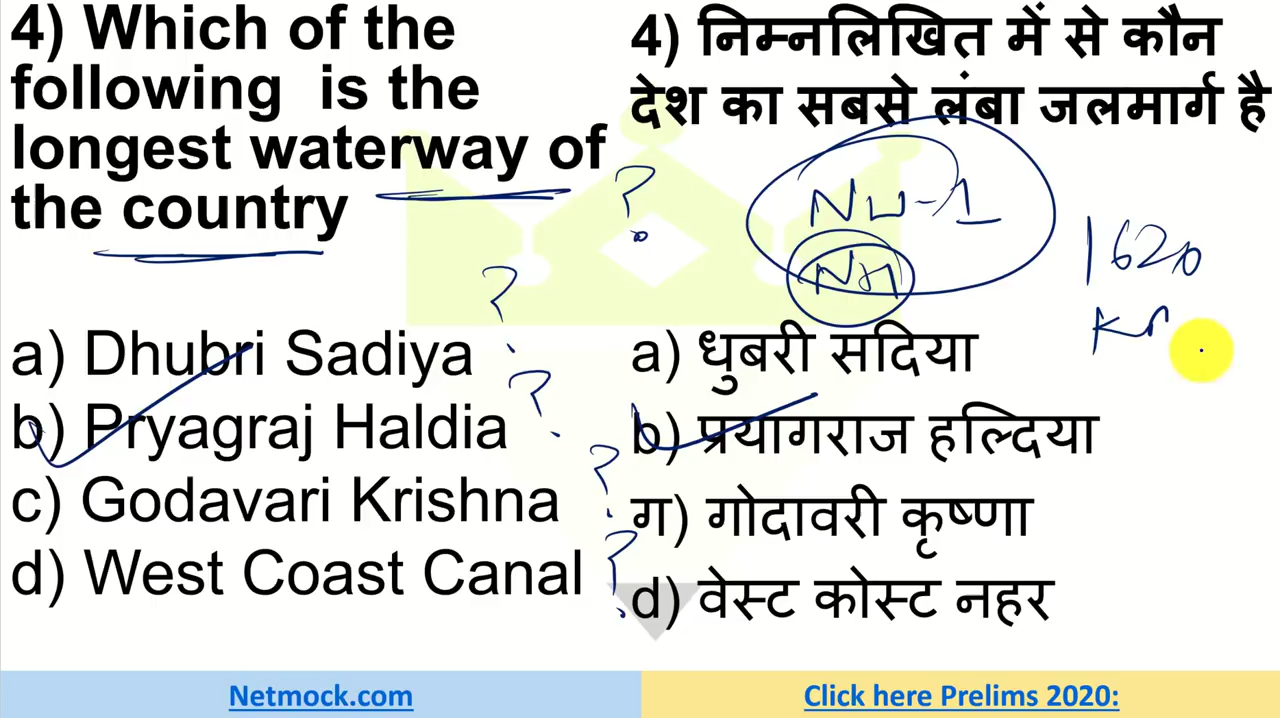 4) Which of the
following is the
longest waterway of
the country
a) Dhubri Sadiya
b) Pryagraj Haldia
c) Godavari Krishna
d) West Coast Canal
4) निम्नलिखित में से कौन
देश का सबसे लंबा जलमार्ग है
NW-1
NH
1620
Km
a) धुबरी सदिया
b) प्रयागराज हल्दिया
ग) गोदावरी कृष्णा
d) वेस्ट कोस्ट नहर
?
?
?
?
?
Netmock.com
Click here Prelims 2020: